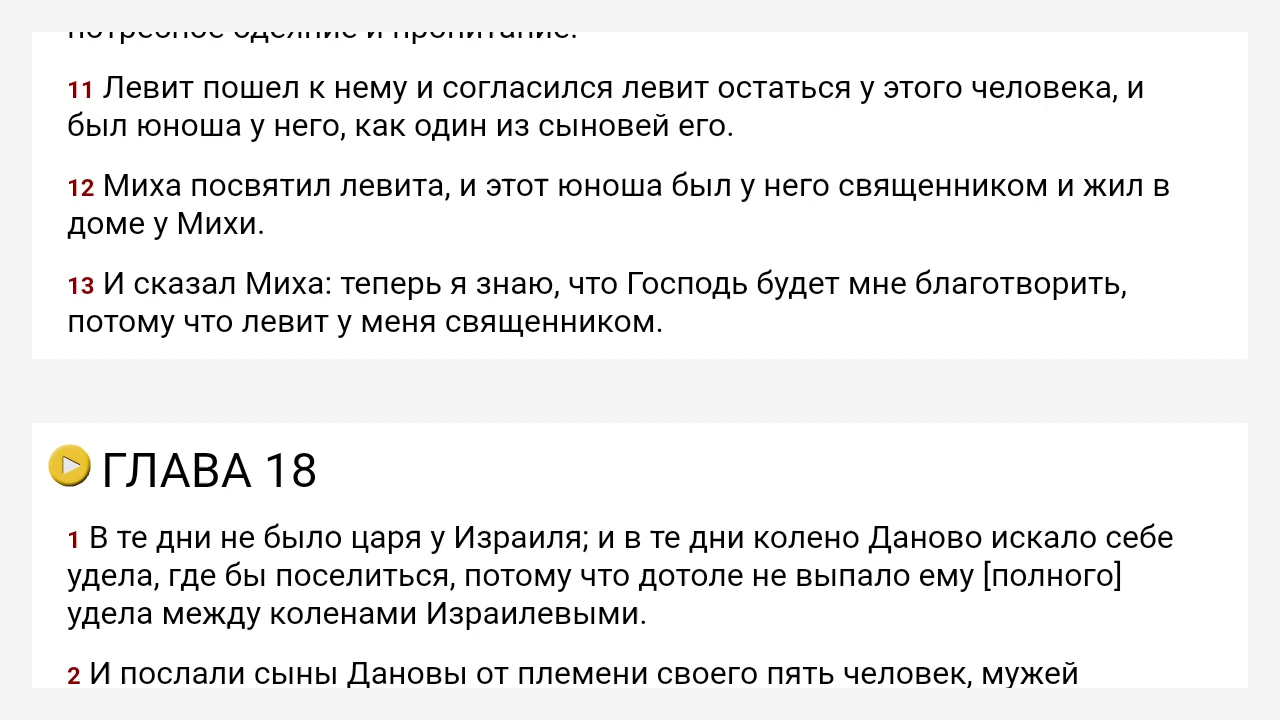 потребное одеяние и пропитание.
11 Левит пошел к нему и согласился левит остаться у этого человека, и
был юноша у него, как один из сыновей его.
12 Миха посвятил левита, и этот юноша был у него священником и жил в
доме у Михи.
13 И сказал Миха: теперь я знаю, что Господь будет мне благотворить,
потому что левит у меня священником.
ГЛАВА 18
1 В те дни не было царя у Израиля; и в те дни колено Даново искало себе
удела, где бы поселиться, потому что дотоле не выпало ему [полного]
удела между коленами Израилевыми.
2 И послали сыны Дановы от племени своего пять человек, мужей